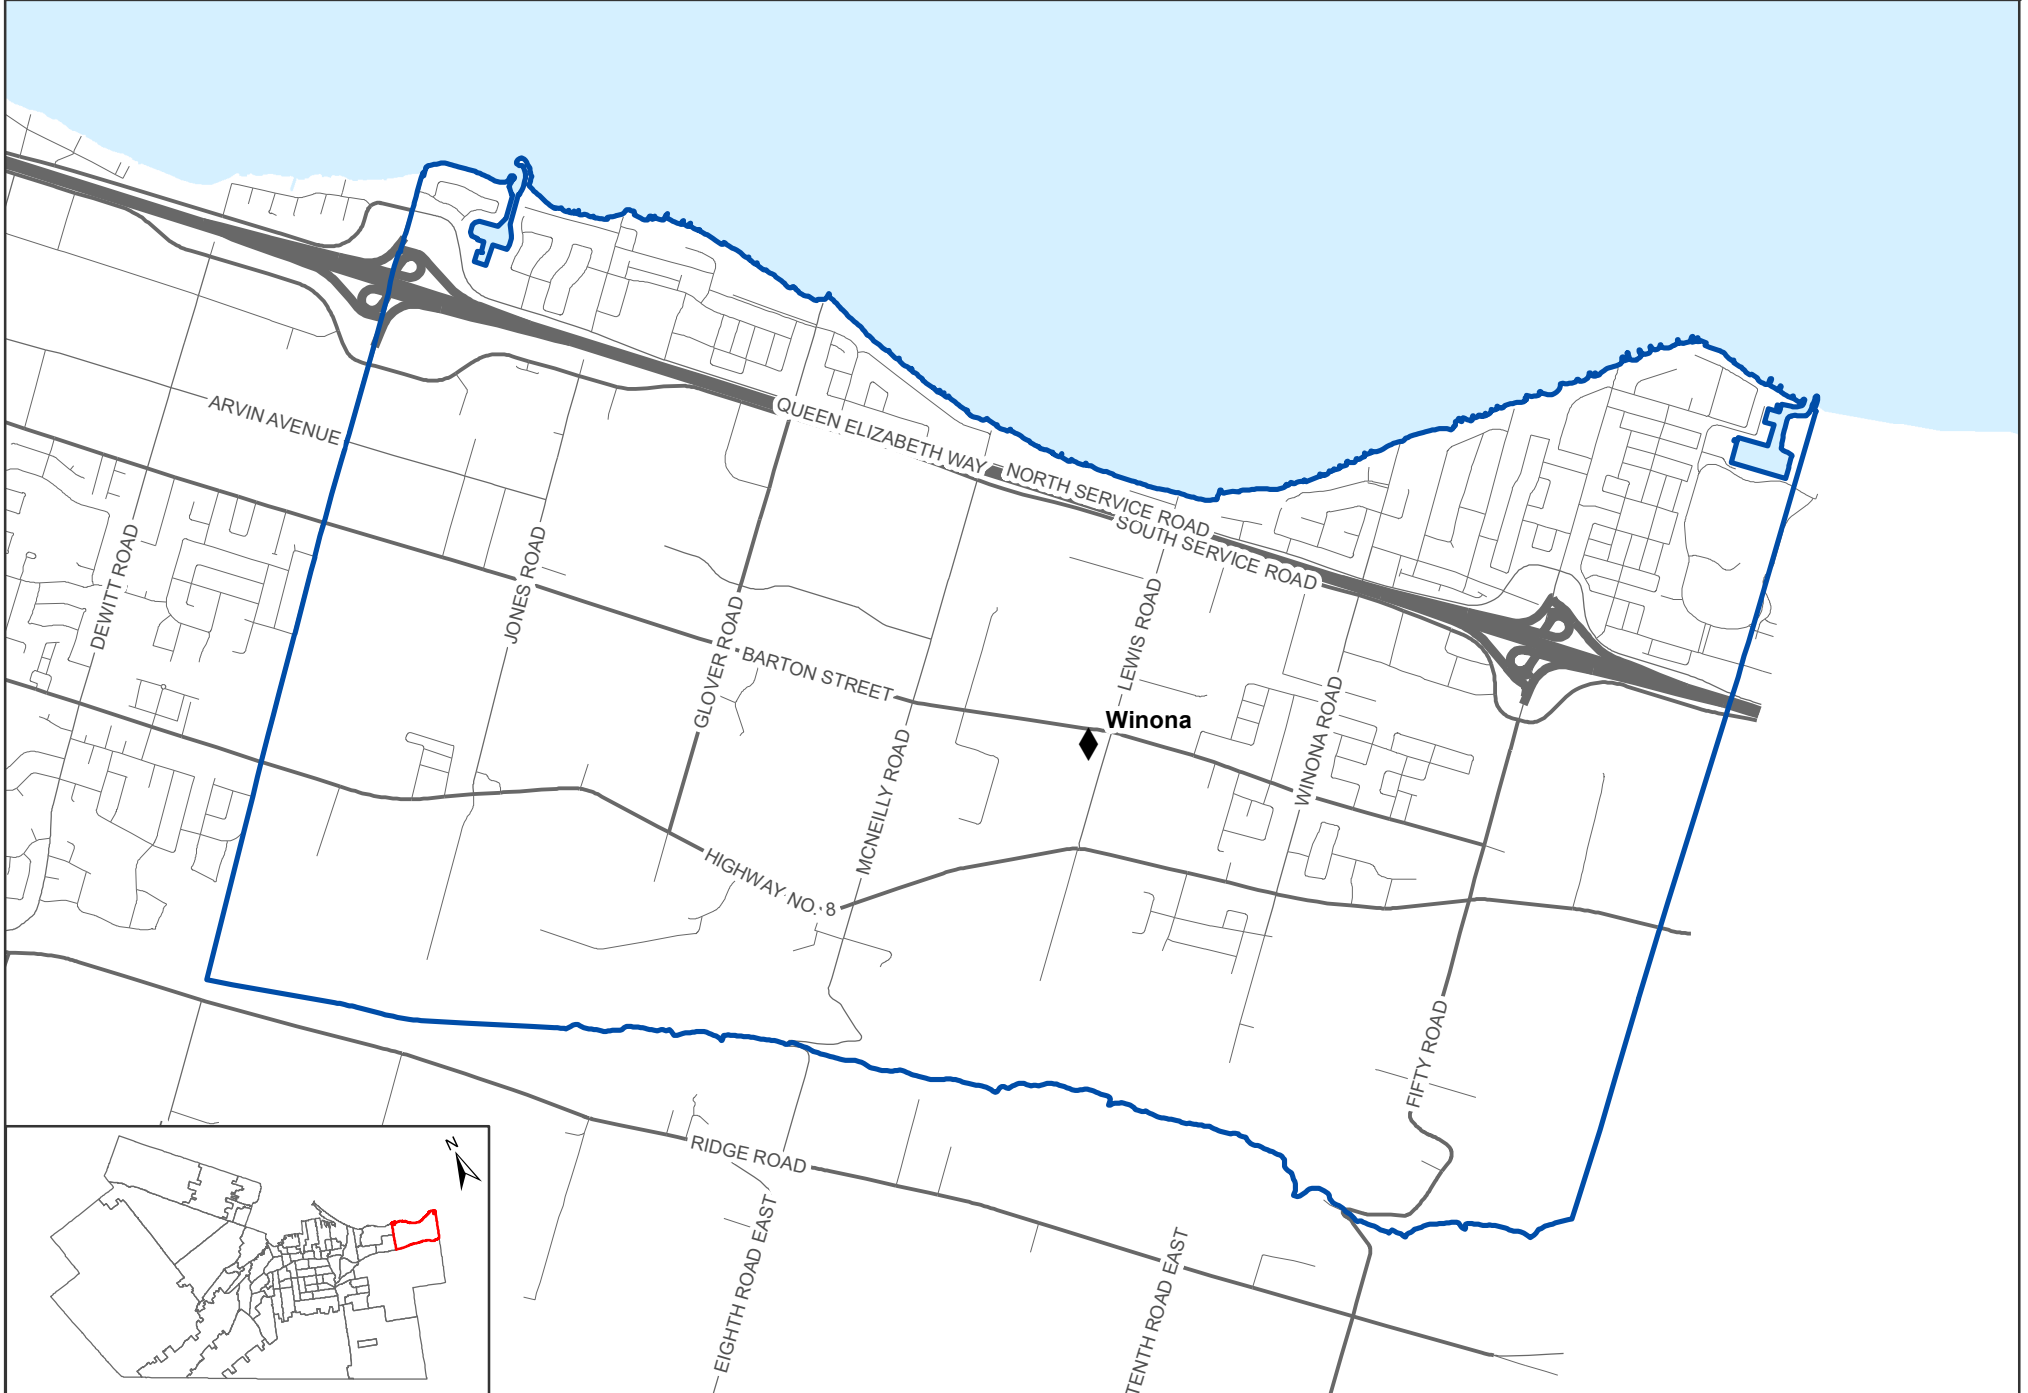 ARVIN AVENUE
QUEEN ELIZABETH WAY
NORTH SERVICE ROAD
SOUTH SERVICE ROAD
DEWITT ROAD
JONES ROAD
GLOVER ROAD
BARTON STREET
LEWIS ROAD
Winona
WINONA ROAD
MCNEILLY ROAD
HIGHWAY NO. 8
FIFTY ROAD
RIDGE ROAD
EIGHTH ROAD EAST
TENTH ROAD EAST
N